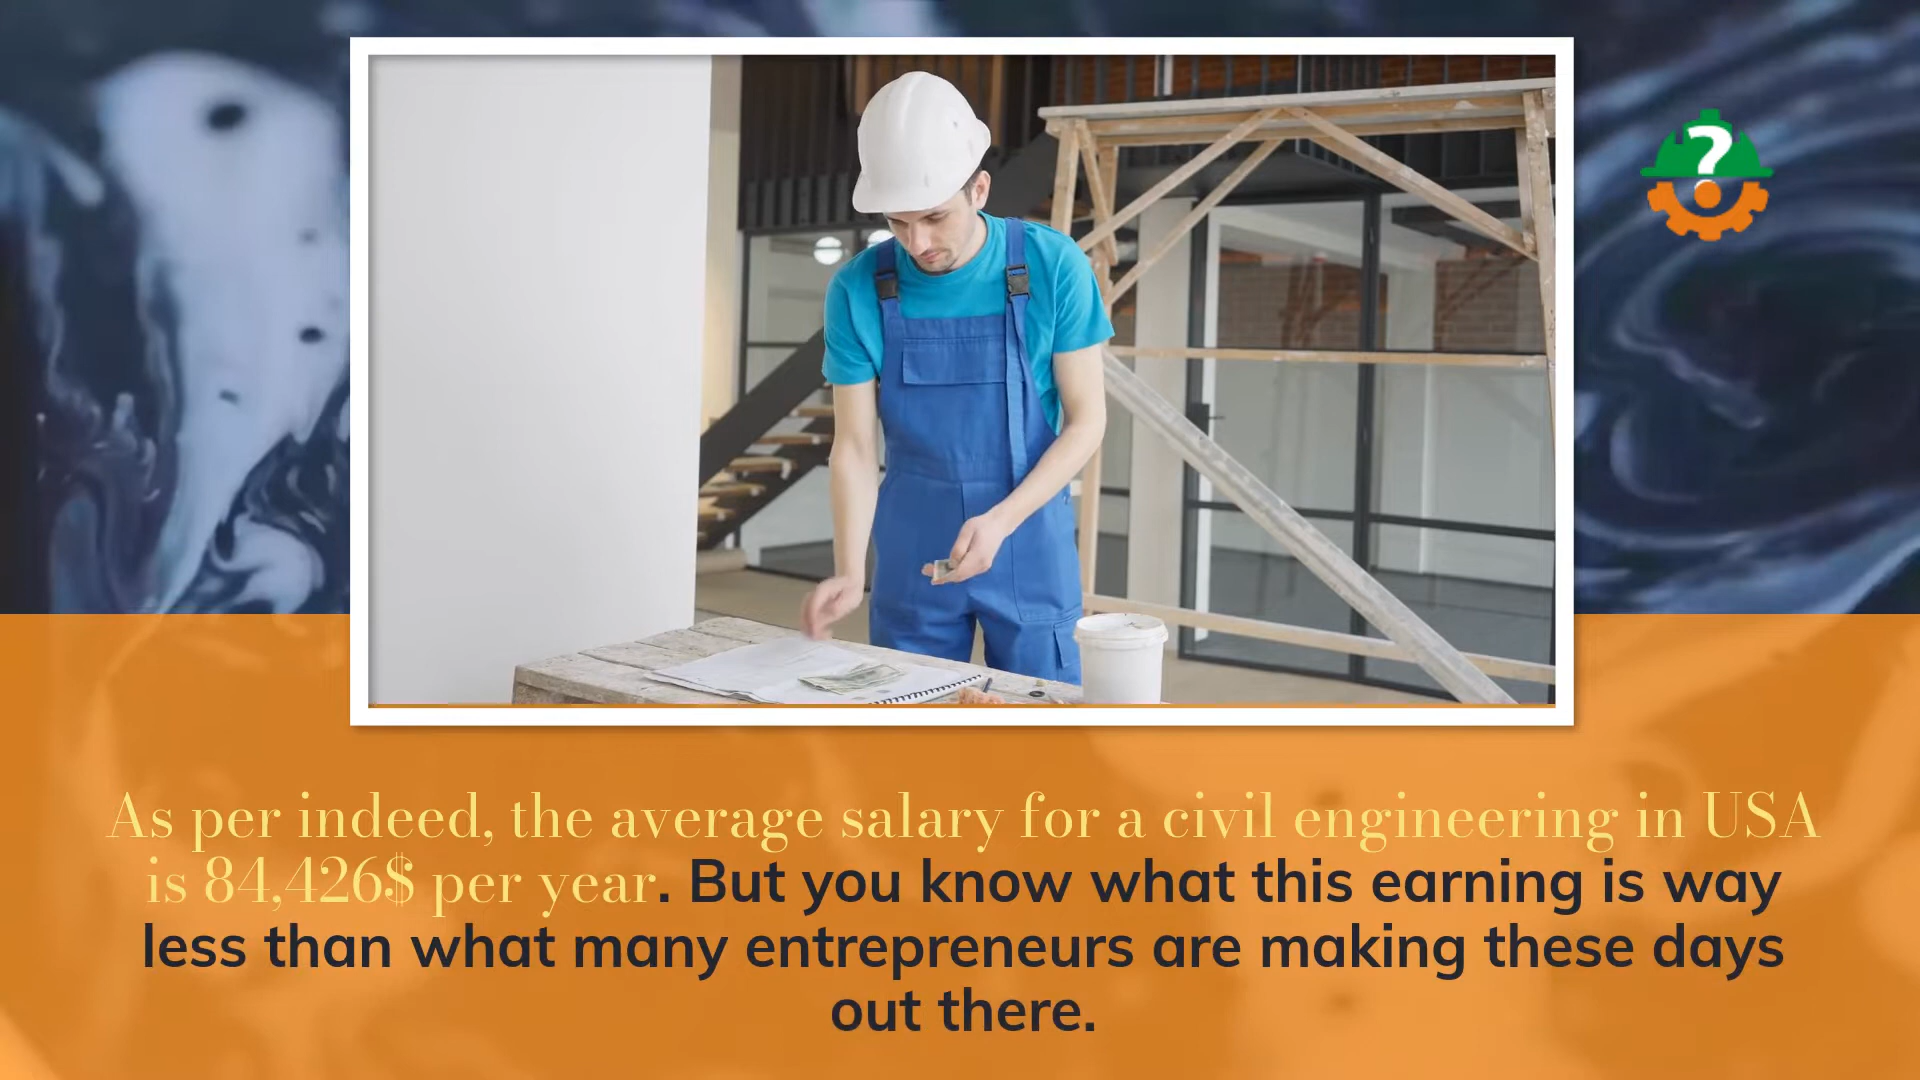 ?
As per indeed, the average salary for a civil engineering in USA
is 84,426$ per year. But you know what this earning is way
less than what many entrepreneurs are making these days
out there.